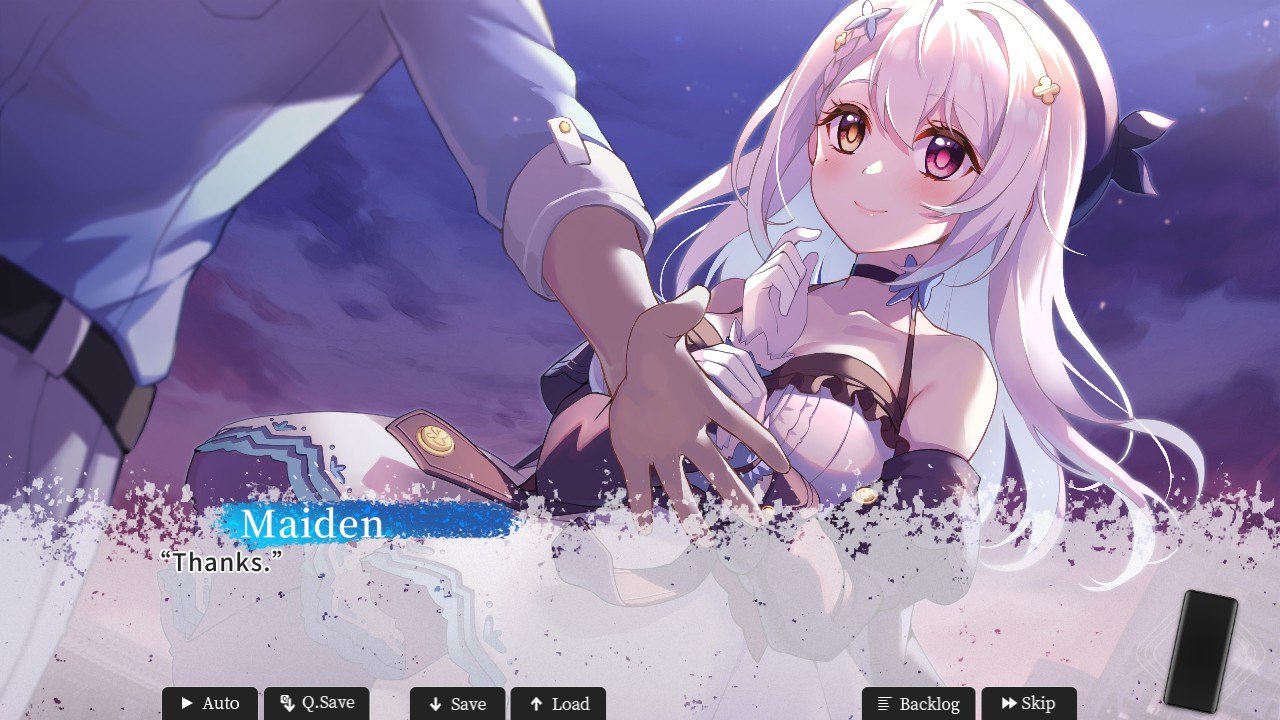 Maiden
“Thanks.”
Auto
Q.Save
Save
Load
Backlog
Skip